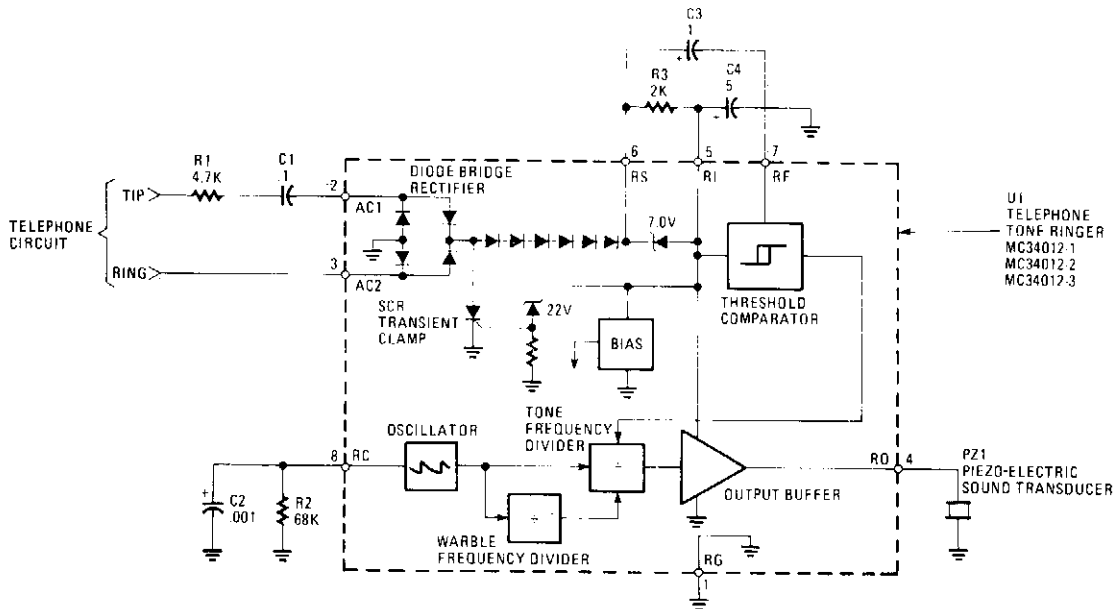 C3
1
+
R3
2K
C4
5
+
6
5
7
RS
RI
RF
R1
4.7K
C1
.1
2
DIODE BRIDGE
RECTIFIER
TIP
AC1
TELEPHONE
CIRCUIT
7.0V
U1
TELEPHONE
TONE RINGER
MC34012-1
MC34012-2
MC34012-3
RING
3
AC2
SCR
TRANSIENT
CLAMP
22V
THRESHOLD
COMPARATOR
BIAS
TONE
FREQUENCY
DIVIDER
OSCILLATOR
8
RC
÷
RO
4
PZ1
PIEZO-ELECTRIC
SOUND TRANSDUCER
OUTPUT BUFFER
+
C2
.001
R2
68K
÷
WARBLE
FREQUENCY DIVIDER
RG
1